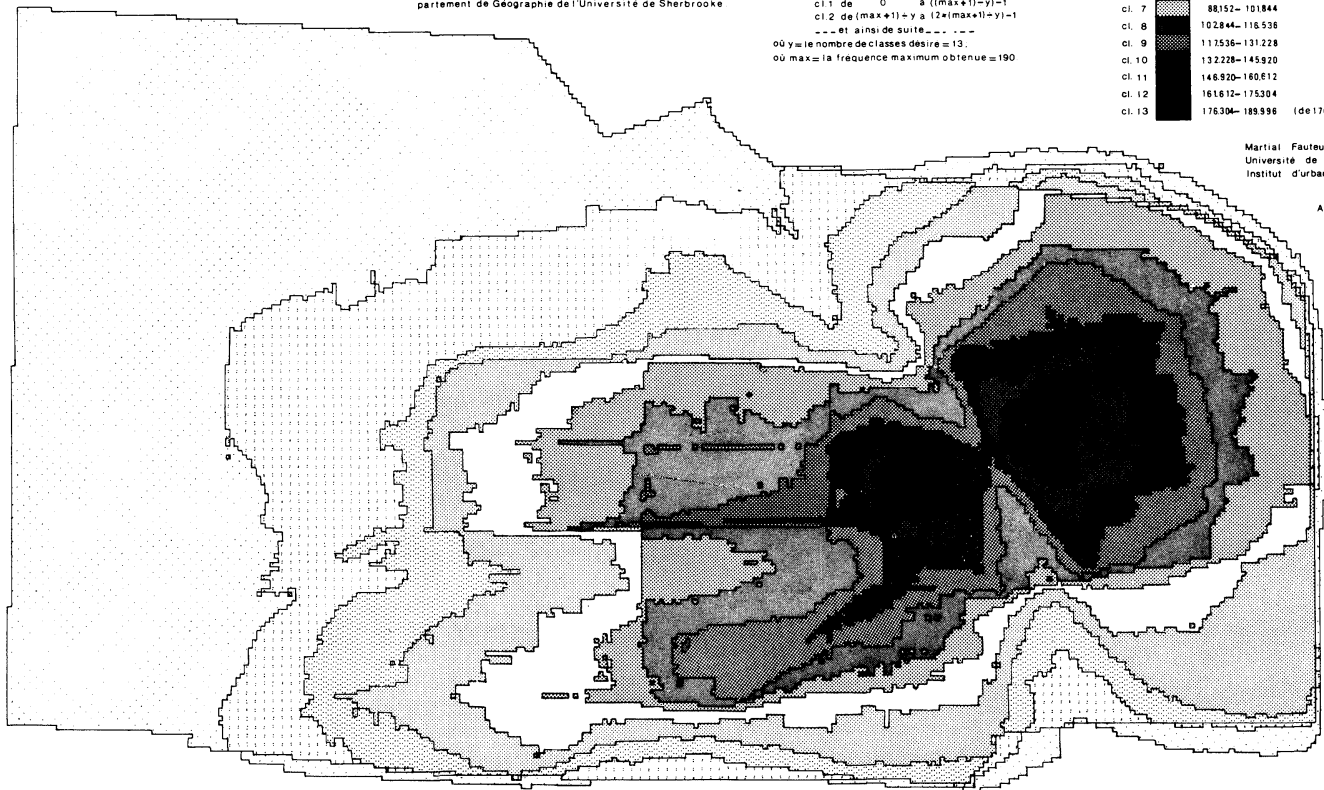 partement de Géographie de l'Université de Sherbrooke
cl.1 de 0 a ((max+1)÷y)-1
cl.2 de (max+1)÷y a (2*(max+1)÷y)-1
----et ainsi de suite--- ---
où y=le nombre de classes désire =13,
où max= la fréquence maximum obtenue=190
cl. 7 88,152- 101,844
cl. 8 102,844- 116,536
cl. 9 117,536- 131,228
cl. 10 132,228-145,920
cl. 11 146,920-160,612
cl. 12 161,612-175,304
cl. 13 176,304- 189,996 (de
Martial
Université de
Institut
A